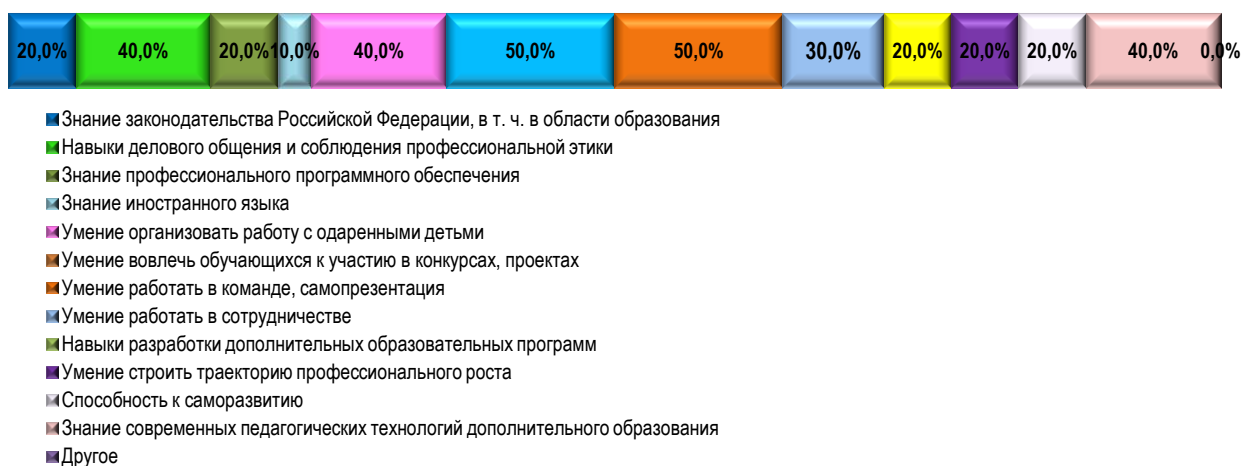 20,0% 40,0% 20,0% 10,0% 40,0% 50,0% 50,0% 30,0% 20,0% 20,0% 20,0% 40,0% 0,0%
Знание законодательства Российской Федерации, в т. ч. в области образования
Навыки делового общения и соблюдения профессиональной этики
Знание профессионального программного обеспечения
Знание иностранного языка
Умение организовать работу с одаренными детьми
Умение вовлечь обучающихся к участию в конкурсах, проектах
Умение работать в команде, самопрезентация
Умение работать в сотрудничестве
Навыки разработки дополнительных образовательных программ
Умение строить траекторию профессионального роста
Способность к саморазвитию
Знание современных педагогических технологий дополнительного образования
Другое